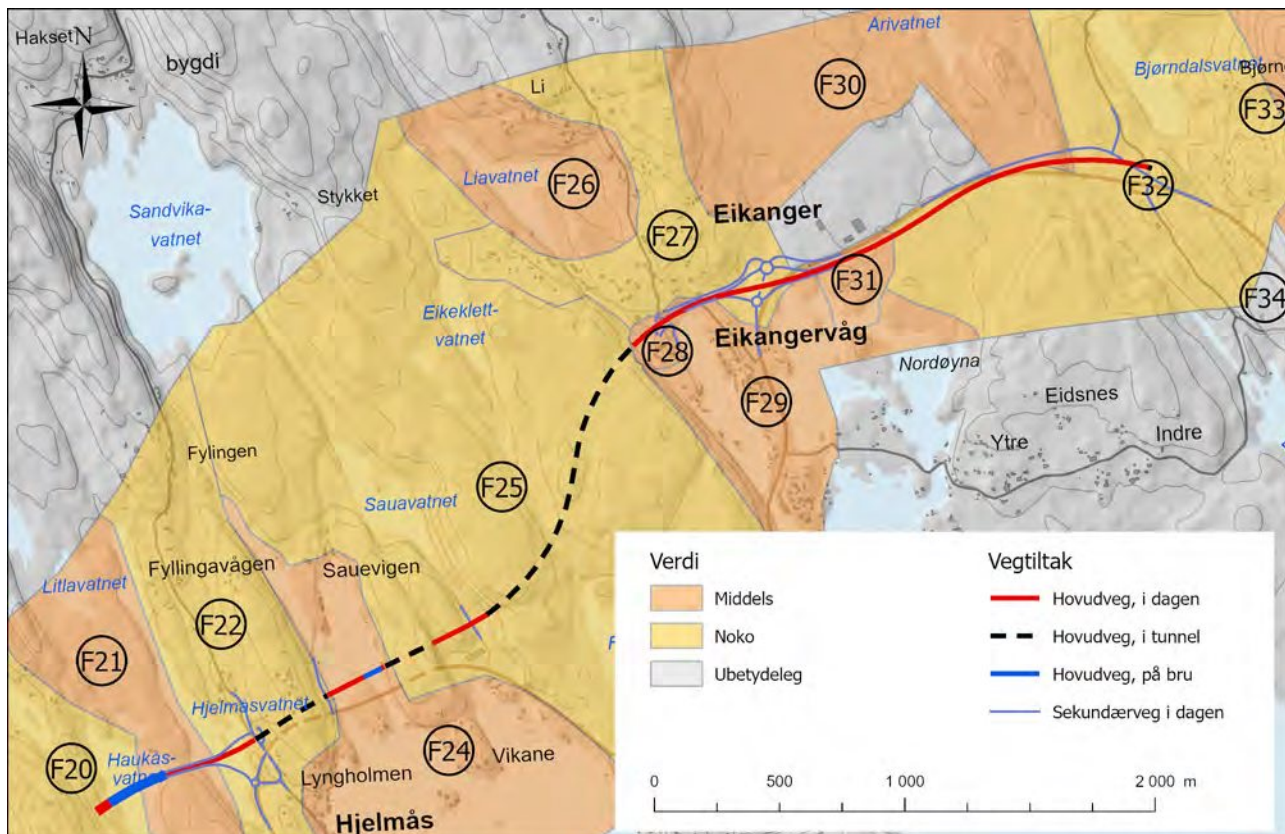 Hakset
N
bygdi
Arivatnet
Li
Bjørndalsvatnet
F30
F33
Liavatnet
F26
Stykket
F32
Sandvika-
vatnet
Eikanger
F27
F31
F34
Eikeklett-
vatnet
Eikangervåg
F28
Nordøyna
F29
Eidsnes
Ytre
Indre
Fylingen
F25
Sauavatnet
Fyllingavågen
Sauevigen
Litlavatnet
F22
F21
Hjelmåsvatnet
F20
Haukås-
F24
Vikane
Lyngholmen
Hjelmås
Verdi
Middels
Noko
Ubetydeleg
Vegtiltak
Hovudveg, i dagen
Hovudveg, i tunnel
Hovudveg, på bru
Sekundærveg i dagen
0 500 1 000 2 000 m